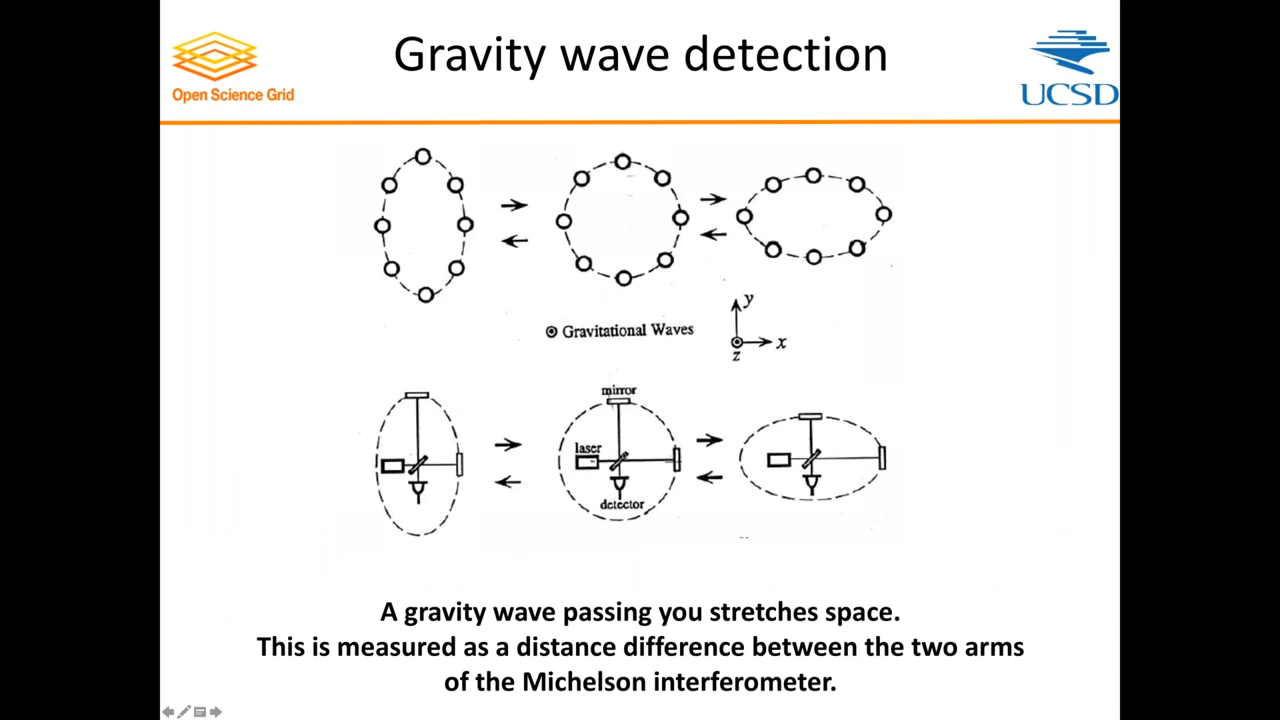 Gravity wave detection
Open Science Grid
UCSD
Gravitational Waves
y
x
z
mirror
laser
detector
A gravity wave passing you stretches space.
This is measured as a distance difference between the two arms
of the Michelson interferometer.